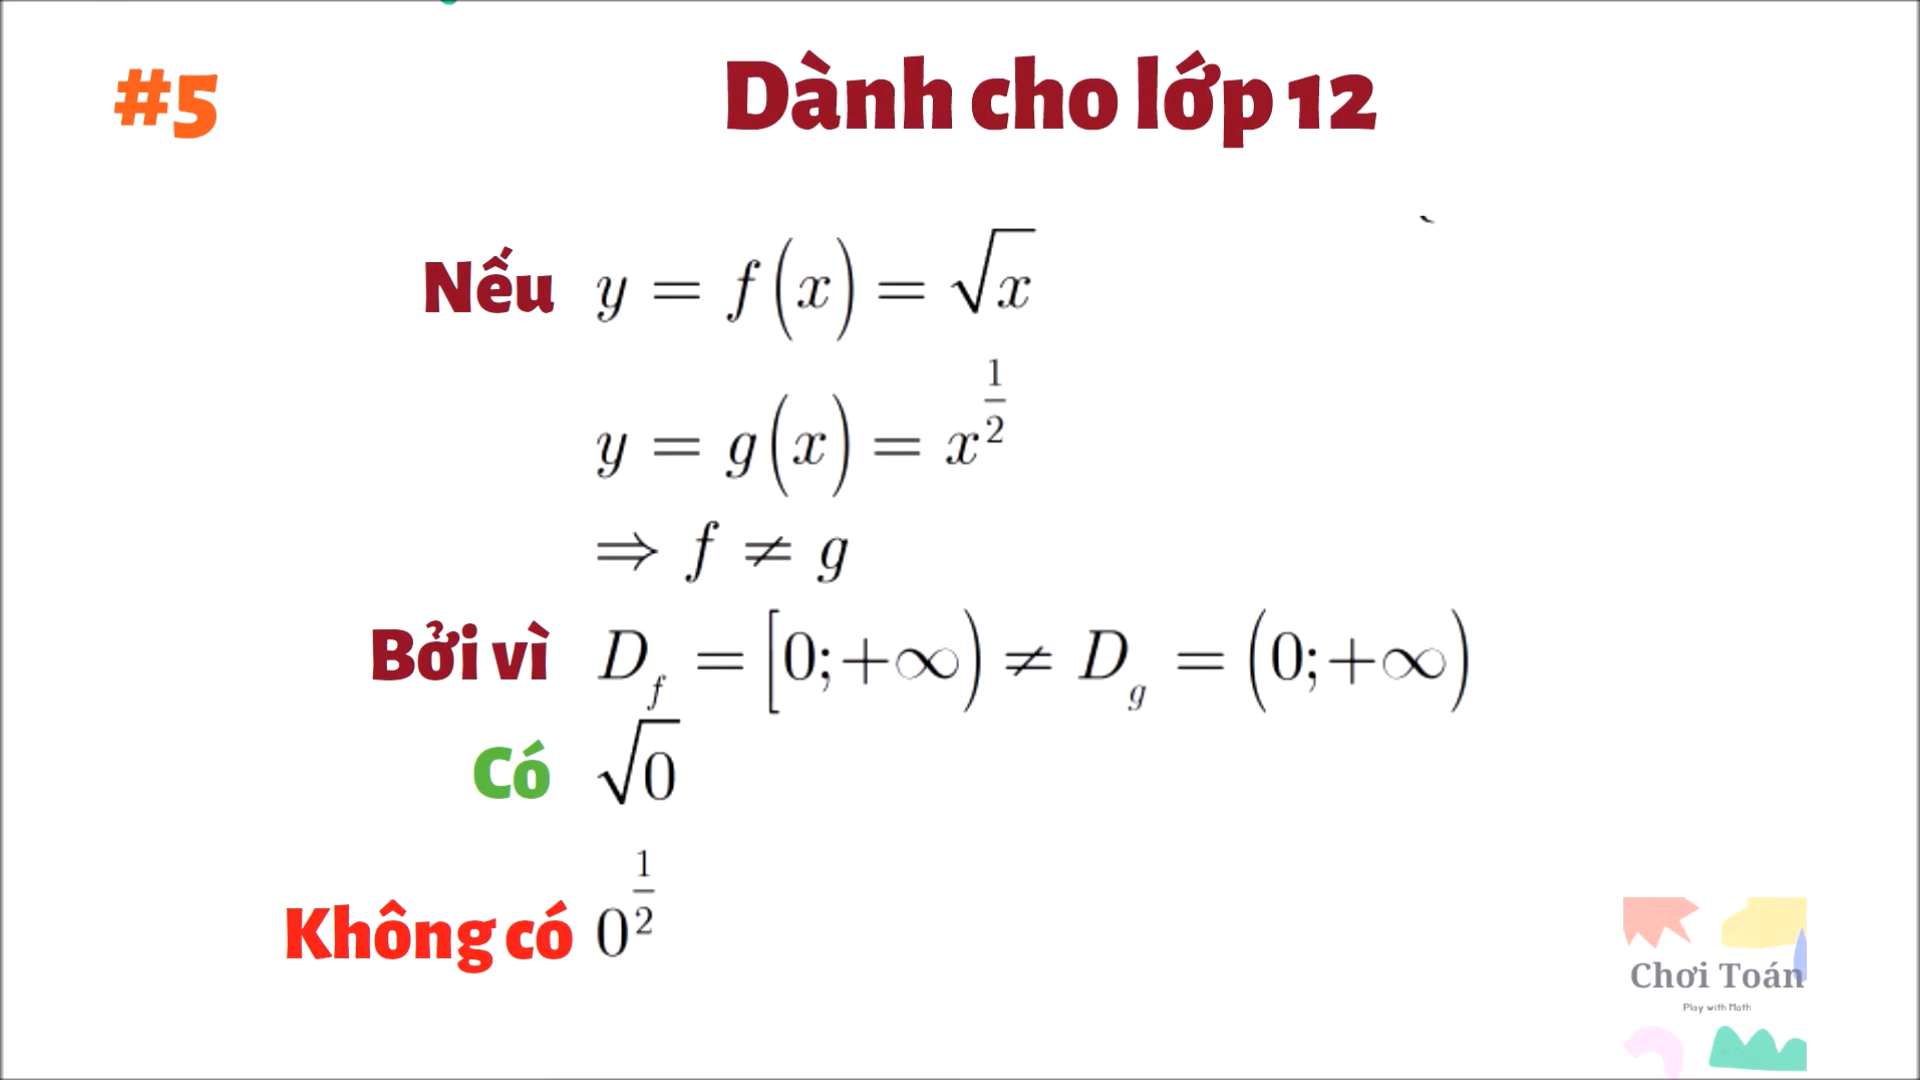 #5
Dành cho lớp 12
Nếu y = f(x) = √x
y = g(x) = x^{1/2}
⇒ f ≠ g
Bởi vì D_f = [0;+∞) ≠ D_g = (0;+∞)
Có √0
Không có 0^{1/2}
Chơi Toán
Play with Math